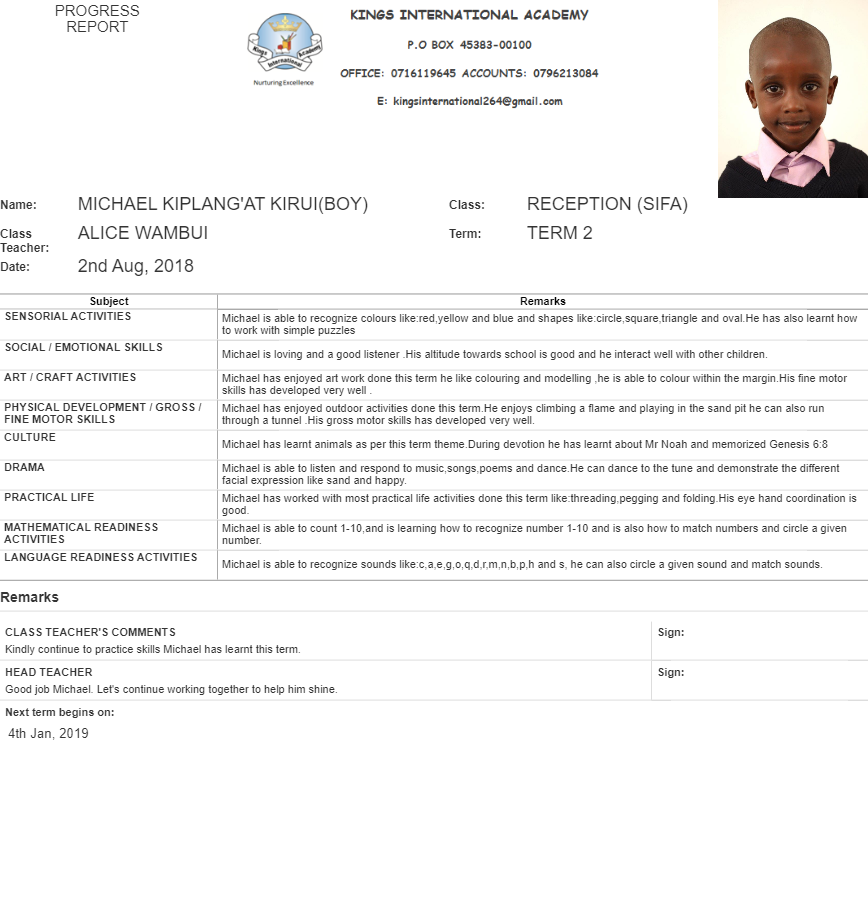 PROGRESS
REPORT
Kings International Academy
Nurturing Excellence
KINGS INTERNATIONAL ACADEMY
P.O BOX 45383-00100
OFFICE: 0716119645 ACCOUNTS: 0796213084
E: kingsinternational264@gmail.com
Name: MICHAEL KIPLANG'AT KIRUI(BOY) Class: RECEPTION (SIFA)
Class Teacher: ALICE WAMBUI Term: TERM 2
Date: 2nd Aug, 2018
Subject Remarks
SENSORIAL ACTIVITIES
Michael is able to recognize colours like:red,yellow and blue and shapes like:circle,square,triangle and oval.He has also learnt how
to work with simple puzzles
SOCIAL / EMOTIONAL SKILLS
Michael is loving and a good listener .His altitude towards school is good and he interact well with other children.
ART / CRAFT ACTIVITIES
Michael has enjoyed art work done this term he like colouring and modelling ,he is able to colour within the margin.His fine motor
skills has developed very well .
PHYSICAL DEVELOPMENT / GROSS /
FINE MOTOR SKILLS
Michael has enjoyed outdoor activities done this term.He enjoys climbing a flame and playing in the sand pit he can also run
through a tunnel .His gross motor skills has developed very well.
CULTURE
Michael has learnt animals as per this term theme.During devotion he has learnt about Mr Noah and memorized Genesis 6:8
DRAMA
Michael is able to listen and respond to music,songs,poems and dance.He can dance to the tune and demonstrate the different
facial expression like sand and happy.
PRACTICAL LIFE
Michael has worked with most practical life activities done this term like:threading,pegging and folding.His eye hand coordination is
good.
MATHEMATICAL READINESS
ACTIVITIES
Michael is able to count 1-10,and is learning how to recognize number 1-10 and is also how to match numbers and circle a given
number.
LANGUAGE READINESS ACTIVITIES
Michael is able to recognize sounds like:c,a,e,g,o,q,d,r,m,n,b,p,h and s, he can also circle a given sound and match sounds.
Remarks
CLASS TEACHER'S COMMENTS
Kindly continue to practice skills Michael has learnt this term.
Sign:
HEAD TEACHER
Good job Michael. Let's continue working together to help him shine.
Sign:
Next term begins on:
4th Jan, 2019